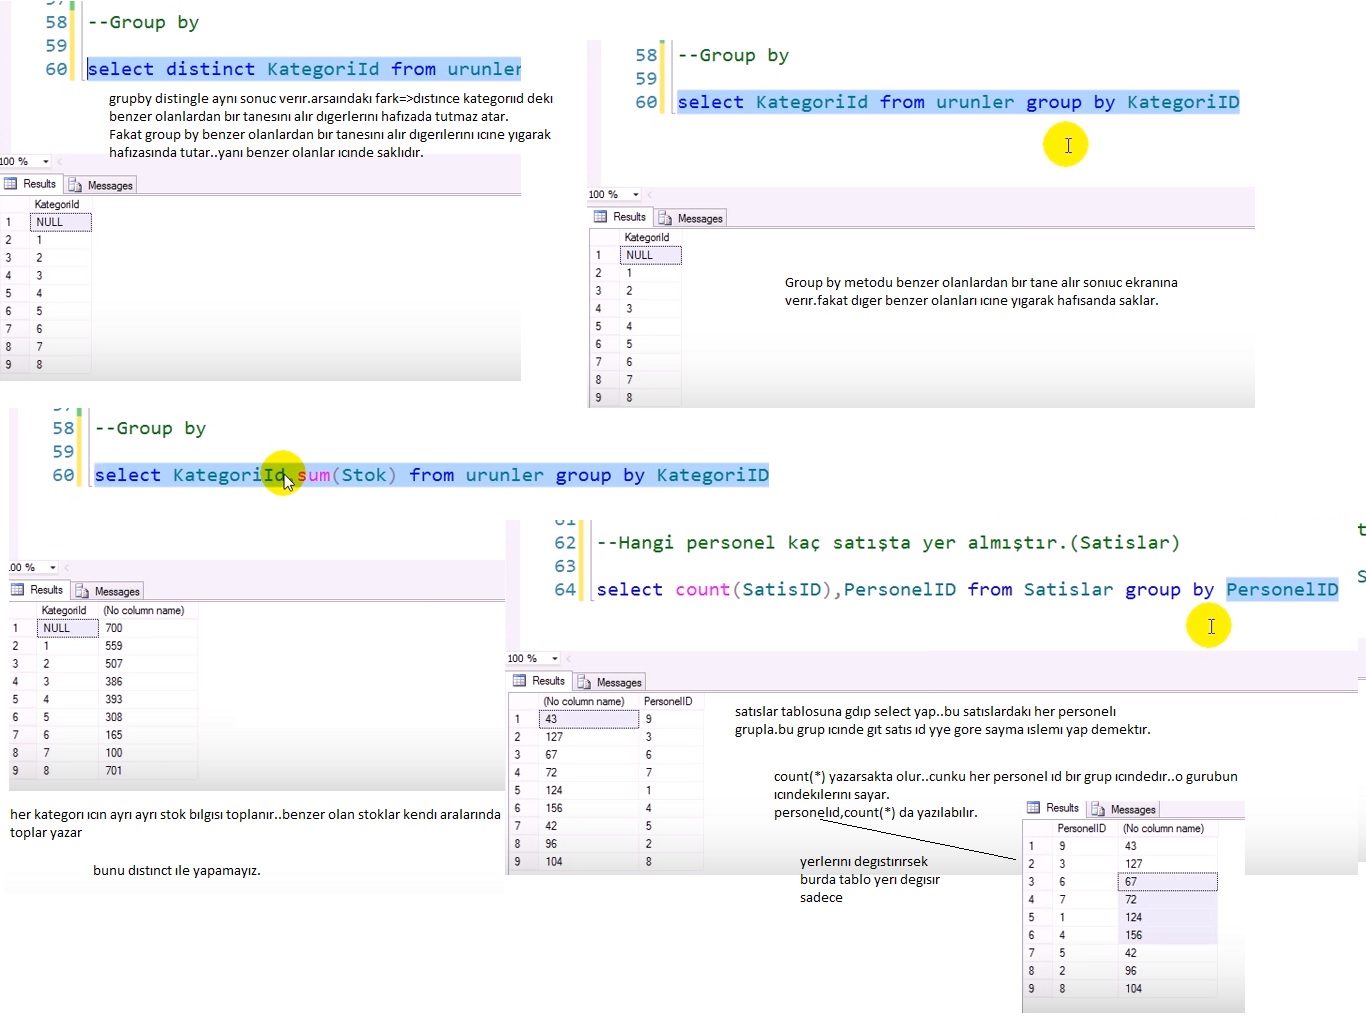 57
58 --Group by
59
60 select distinct KategoriId from urunler
grupby distingle aynı sonuc verır.arsaındakı fark=>dıstınce kategorııd dekı
benzer olanlardan bır tanesını alır dıgerlerını hafızada tutmaz atar.
Fakat group by benzer olanlardan bır tanesını alır dıgerılerını ıcıne yıgarak
hafızasında tutar..yanı benzer olanlar ıcınde saklıdır.
100 %
Results Messages
KategoriId
1 NULL
2 1
3 2
4 3
5 4
6 5
7 6
8 7
9 8
58 --Group by
59
60 select KategoriId from urunler group by KategoriID
100 %
Results Messages
KategoriId
1 NULL
2 1
3 2
4 3
5 4
6 5
7 6
8 7
9 8
Group by metodu benzer olanlardan bır tane alır sonıuc ekranına
verır.fakat dıger benzer olanları ıcıne yıgarak hafısanda saklar.
57
58 --Group by
59
60 select KategoriId,sum(Stok) from urunler group by KategoriID
00 %
Results Messages
KategoriId (No column name)
1 NULL 700
2 1 559
3 2 507
4 3 386
5 4 393
6 5 308
7 6 165
8 7 100
9 8 701
her kategorı ıcın ayrı ayrı stok bılgısı toplanır..benzer olan stoklar kendı aralarında
toplar yazar
bunu dıstınct ıle yapamayız.
61
62 --Hangi personel kaç satışta yer almıştır.(Satislar)
63
64 select count(SatisID),PersonelID from Satislar group by PersonelID
100 %
Results Messages
(No column name) PersonelID
1 43 9
2 127 3
3 67 6
4 72 7
5 124 1
6 156 4
7 42 5
8 96 2
9 104 8
satıslar tablosuna gdıp select yap..bu satıslardakı her personelı
grupla.bu grup ıcınde gıt satıs ıd yye gore sayma ıslemı yap demektır.
count(*) yazarsakta olur..cunku her personel ıd bır grup ıcındedır..o gurubun
ıcındekılerını sayar.
personelıd,count(*) da yazılabılır.
yerlerını degıstırırsek
burda tablo yerı degısır
sadece
Results Messages
PersonelID (No column name)
1 9 43
2 3 127
3 6 67
4 7 72
5 1 124
6 4 156
7 5 42
8 2 96
9 8 104